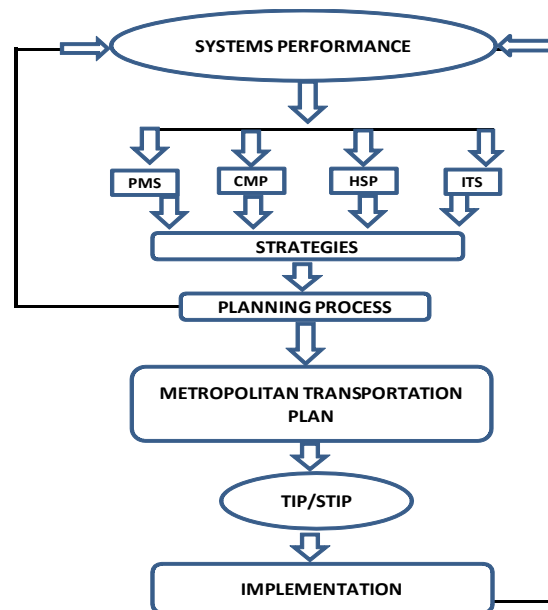 SYSTEMS PERFORMANCE
PMS
CMP
HSP
ITS
STRATEGIES
PLANNING PROCESS
METROPOLITAN TRANSPORTATION
PLAN
TIP/STIP
IMPLEMENTATION